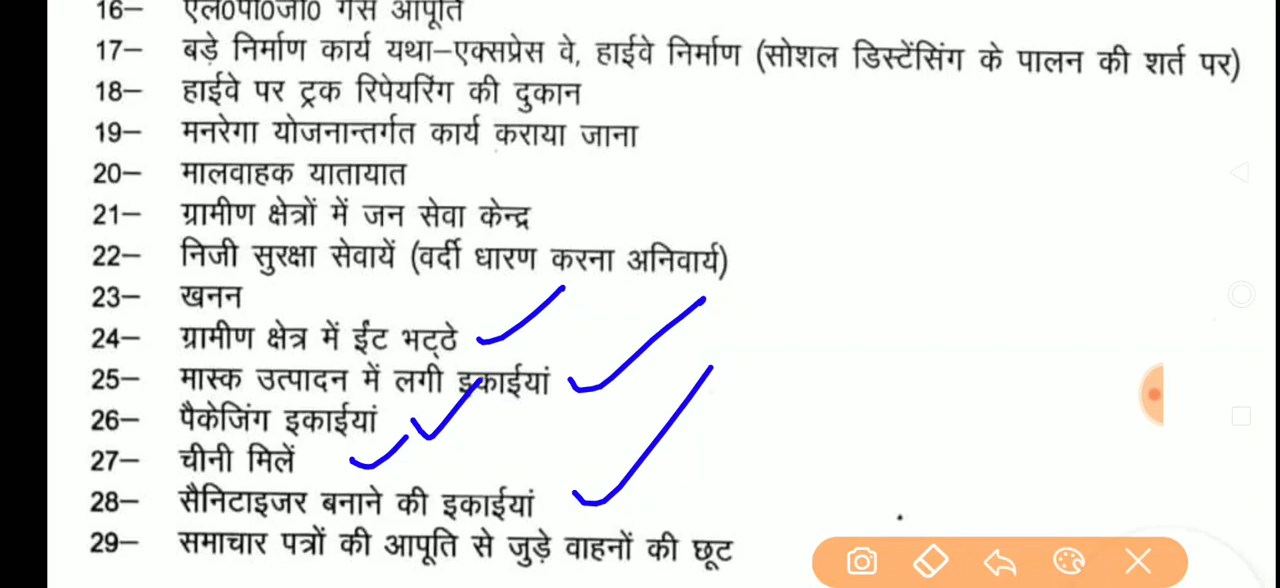 16– एल0पी0जी0 गैस आपूर्ति
17– बड़े निर्माण कार्य यथा–एक्सप्रेस वे, हाईवे निर्माण (सोशल डिस्टेंसिंग के पालन की शर्त पर)
18– हाईवे पर ट्रक रिपेयरिंग की दुकान
19– मनरेगा योजनान्तर्गत कार्य कराया जाना
20– मालवाहक यातायात
21– ग्रामीण क्षेत्रों में जन सेवा केन्द्र
22– निजी सुरक्षा सेवायें (वर्दी धारण करना अनिवार्य)
23– खनन
24– ग्रामीण क्षेत्र में ईंट भट्ठे
25– मास्क उत्पादन में लगी इकाईयां
26– पैकेजिंग इकाईयां
27– चीनी मिलें
28– सैनिटाइजर बनाने की इकाईयां
29– समाचार पत्रों की आपूर्ति से जुड़े वाहनों की छूट